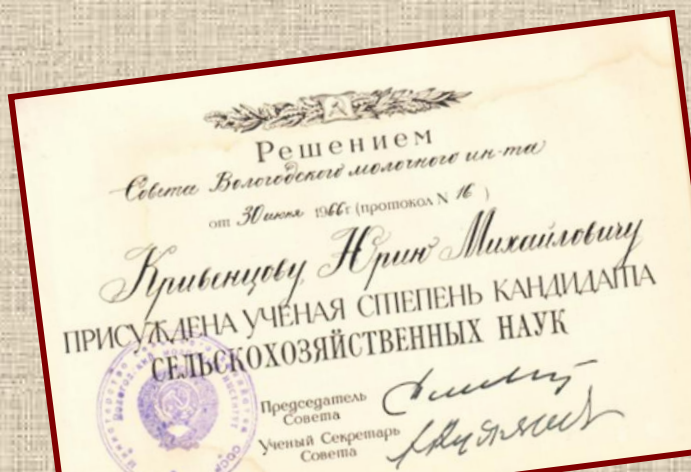 Решением
Совета Вологодского молочного ин-та
от 30 июня 1966г (протокол N 16 )
Кривенцову Юрию Михайловичу
ПРИСУЖДЕНА УЧЕНАЯ СТЕПЕНЬ КАНДИДАТА
СЕЛЬСКОХОЗЯЙСТВЕННЫХ НАУК
Председатель
Совета
Ученый Секретарь
Совета